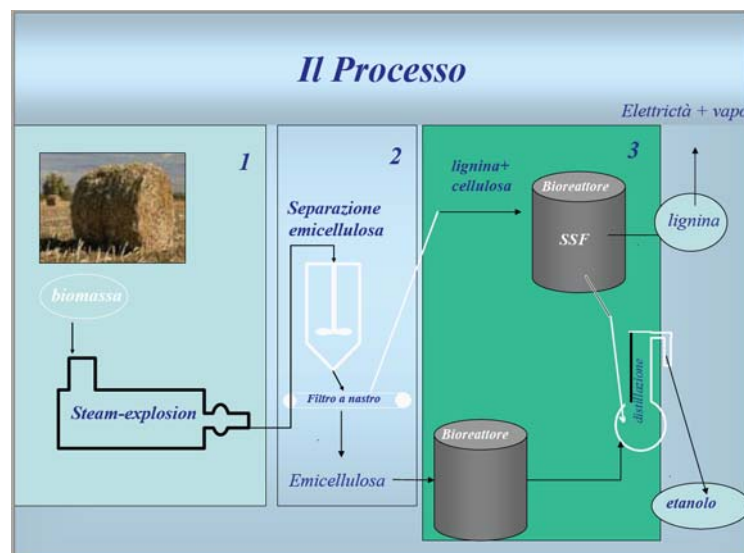 Il Processo
Elettrictà + vapo
1
biomassa
Steam-explosion
2
Separazione
emicellulosa
Filtro a nastro
Emicellulosa
3
lignina+
cellulosa
Bioreattore
SSF
lignina
distillazione
Bioreattore
etanolo